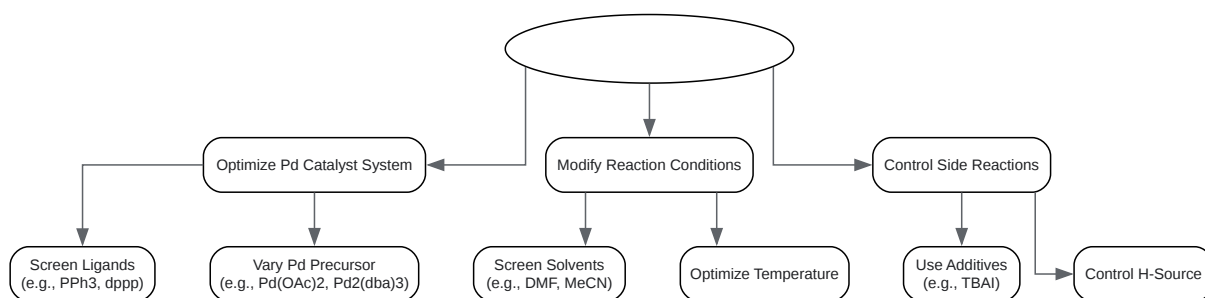 Optimize Pd Catalyst System
Modify Reaction Conditions
Control Side Reactions
Screen Ligands
(e.g., PPh3, dppp)
Vary Pd Precursor
(e.g., Pd(OAc)2, Pd2(dba)3)
Screen Solvents
(e.g., DMF, MeCN)
Optimize Temperature
Use Additives
(e.g., TBAI)
Control H-Source